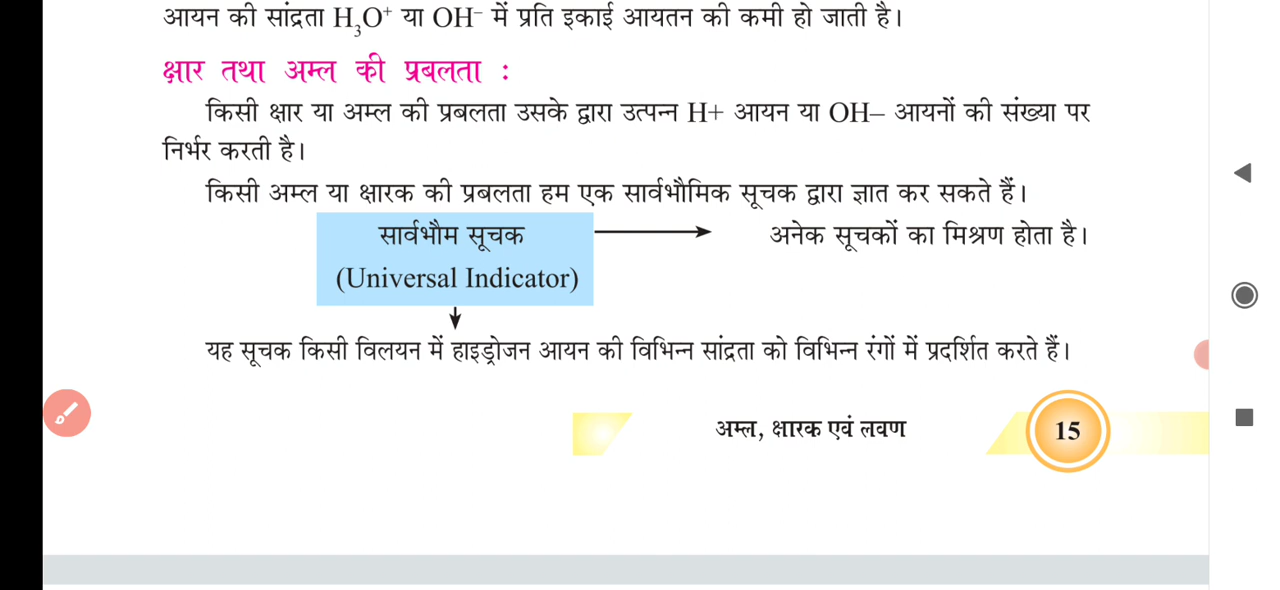 आयन की सांद्रता H₃O⁺ या OH⁻ में प्रति इकाई आयतन की कमी हो जाती है।
क्षार तथा अम्ल की प्रबलता :
किसी क्षार या अम्ल की प्रबलता उसके द्वारा उत्पन्न H+ आयन या OH– आयनों की संख्या पर
निर्भर करती है।
किसी अम्ल या क्षारक की प्रबलता हम एक सार्वभौमिक सूचक द्वारा ज्ञात कर सकते हैं।
सार्वभौम सूचक अनेक सूचकों का मिश्रण होता है।
(Universal Indicator)
यह सूचक किसी विलयन में हाइड्रोजन आयन की विभिन्न सांद्रता को विभिन्न रंगों में प्रदर्शित करते हैं।
अम्ल, क्षारक एवं लवण 15